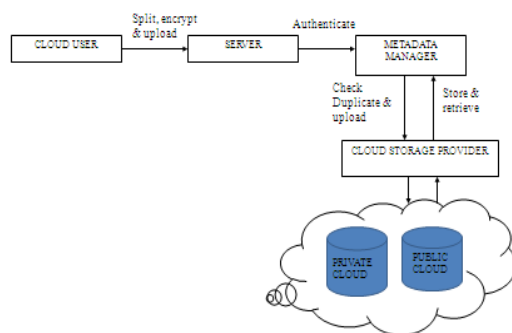 Split, encrypt
& upload
CLOUD USER
SERVER
Authenticate
METADATA
MANAGER
Check
Duplicate &
upload
Store &
retrieve
CLOUD STORAGE PROVIDER
PRIVATE
CLOUD
PUBLIC
CLOUD